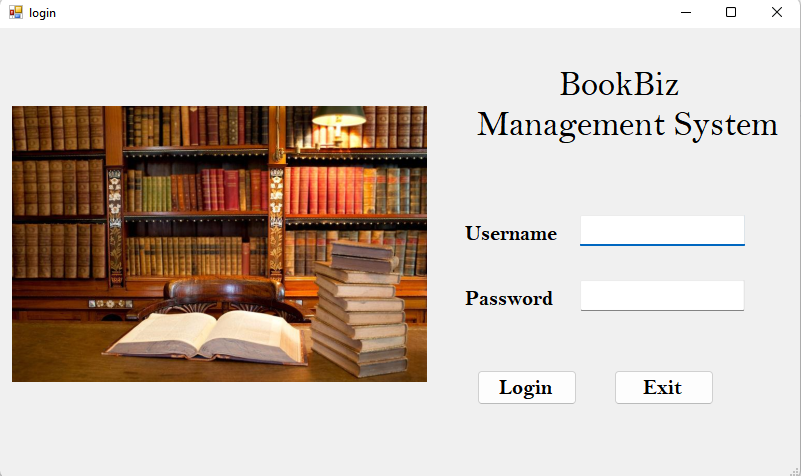 login
BookBiz
Management System
Username
Password
Login
Exit